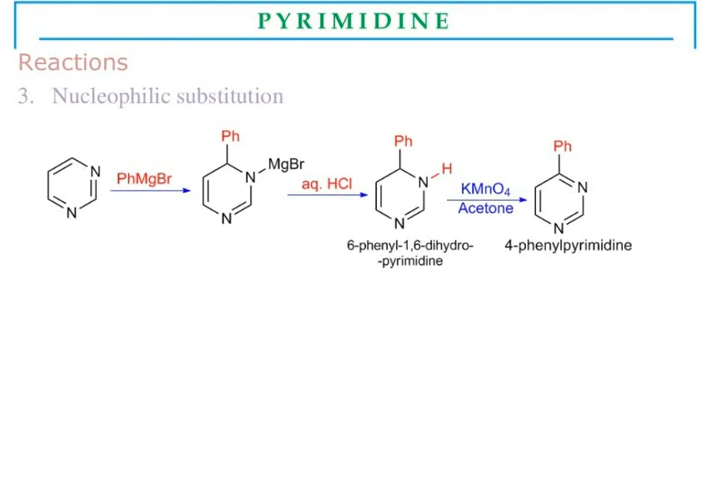 PYRIMIDINE
Reactions
3. Nucleophilic substitution
Ph
Ph
Ph
N
N
PhMgBr
N
MgBr
N
aq. HCl
N
H
N
KMnO4
Acetone
N
N
6-phenyl-1,6-dihydro-
-pyrimidine
4-phenylpyrimidine